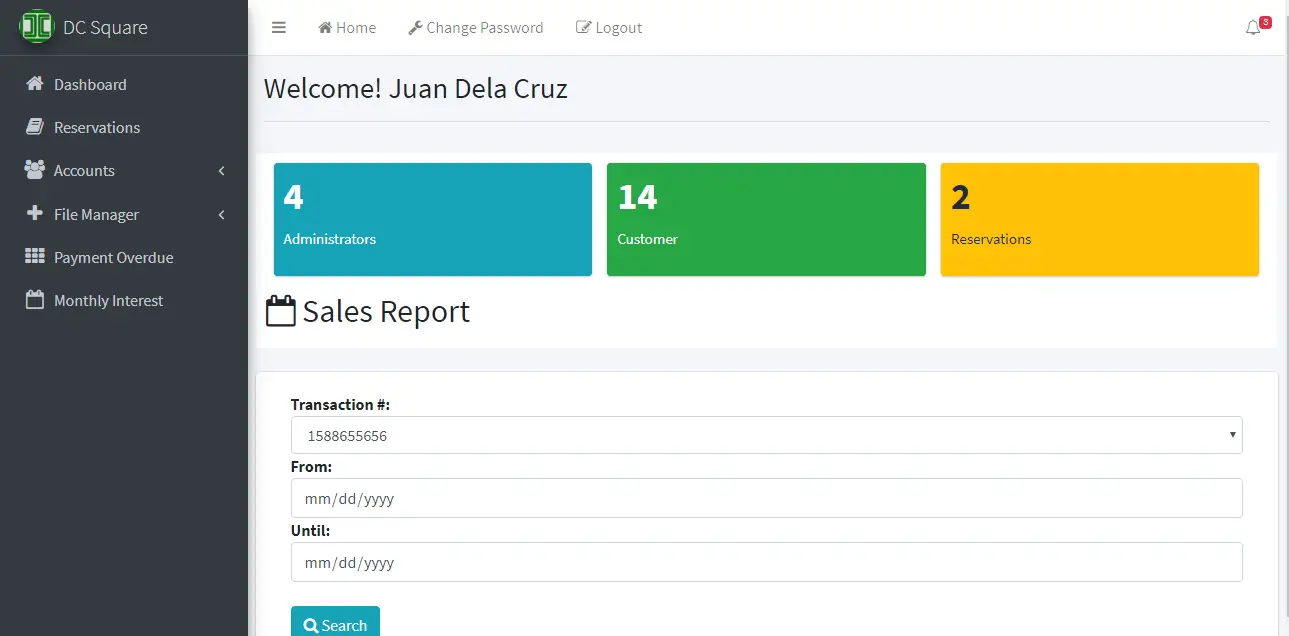 DC Square
Home Change Password Logout
3
Dashboard
Reservations
Accounts
File Manager
Payment Overdue
Monthly Interest
Welcome! Juan Dela Cruz
4
Administrators
14
Customer
2
Reservations
Sales Report
Transaction #:
1588655656
From:
mm/dd/yyyy
Until:
mm/dd/yyyy
Search